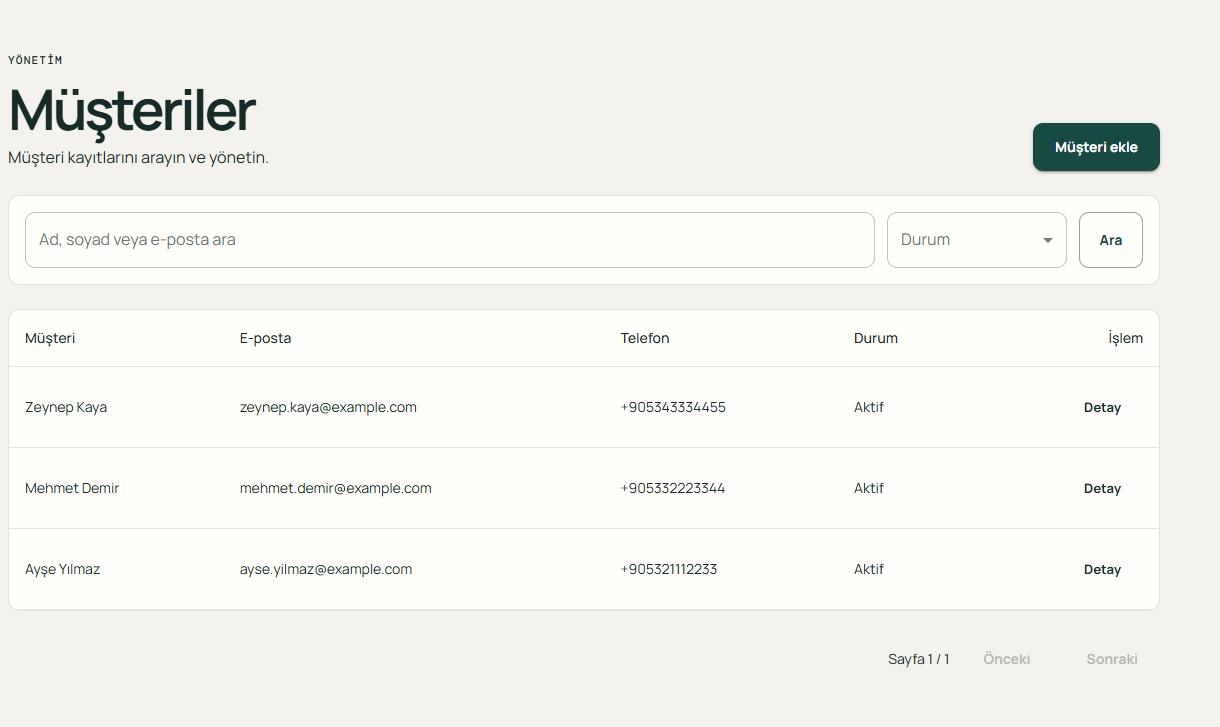 YÖNETİM
Müşteriler
Müşteri kayıtlarını arayın ve yönetin.
Müşteri ekle
Ad, soyad veya e-posta ara
Durum
Ara
Müşteri E-posta Telefon Durum İşlem
Zeynep Kaya zeynep.kaya@example.com +905343334455 Aktif Detay
Mehmet Demir mehmet.demir@example.com +905332223344 Aktif Detay
Ayşe Yılmaz ayse.yilmaz@example.com +905321112233 Aktif Detay
Sayfa 1 / 1 Önceki Sonraki